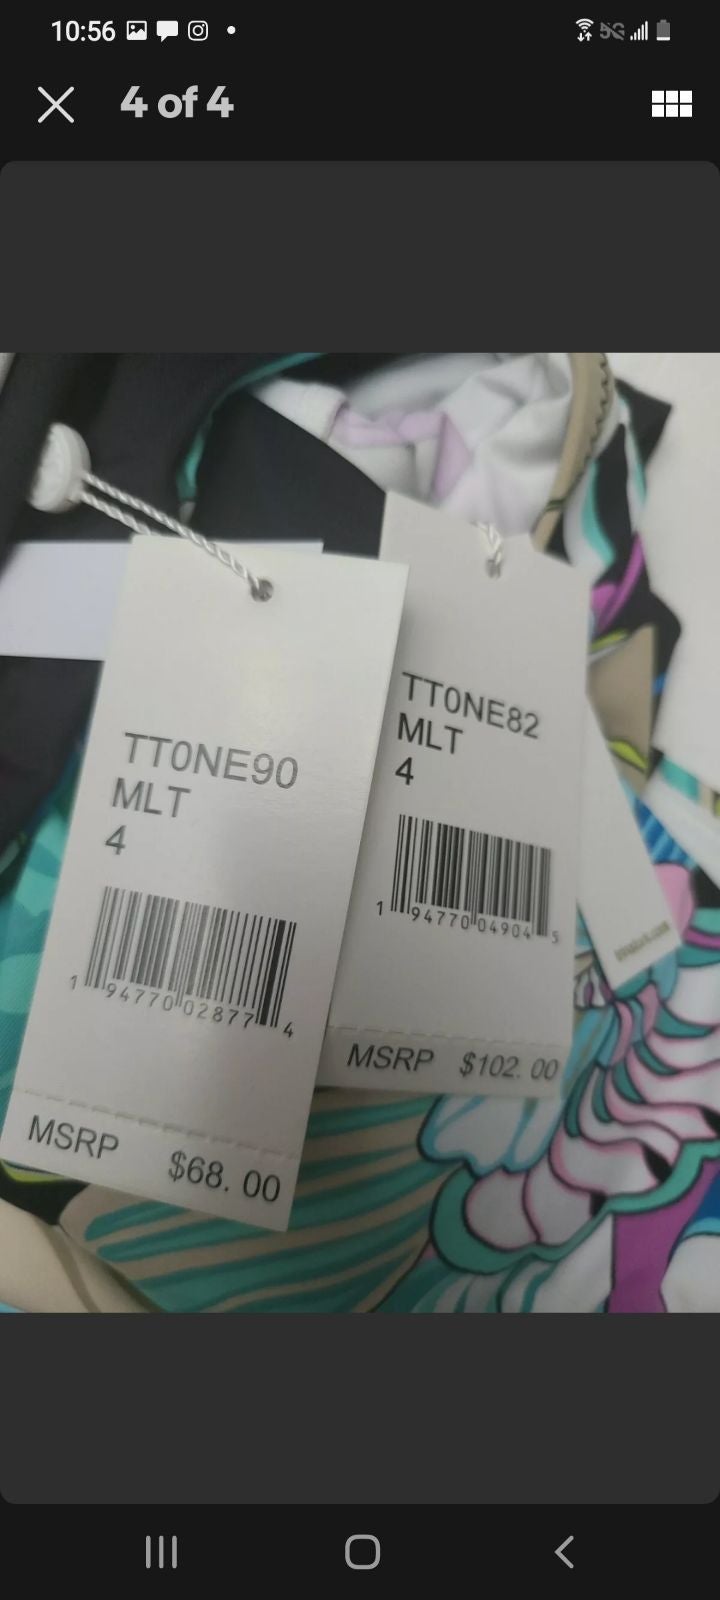 10:56
5G
4 of 4
TT0NE90
MLT
4
1 94770 02877 4
MSRP $68.00
TT0NE82
MLT
4
1 94770 04904 5
MSRP $102.00